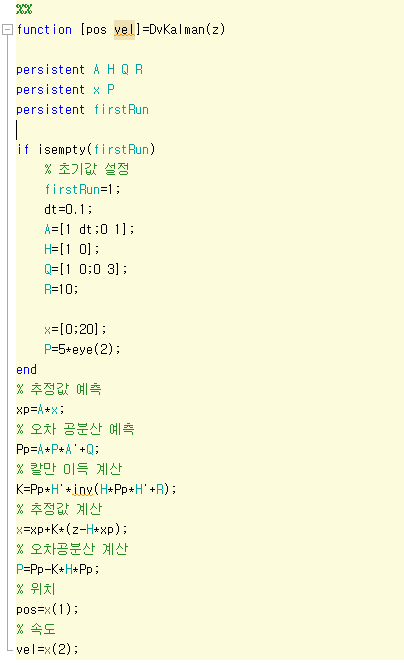 %%
function [pos vel]=DvKalman(z)
persistent A H Q R
persistent x P
persistent firstRun
if isempty(firstRun)
% 초기값 설정
firstRun=1;
dt=0.1;
A=[1 dt;0 1];
H=[1 0];
Q=[1 0;0 3];
R=10;
x=[0;20];
P=5*eye(2);
end
% 추정값 예측
xp=A*x;
% 오차 공분산 예측
Pp=A*P*A'+Q;
% 칼만 이득 계산
K=Pp*H'*inv(H*Pp*H'+R);
% 추정값 계산
x=xp+K*(z-H*xp);
% 오차공분산 계산
P=Pp-K*H*Pp;
% 위치
pos=x(1);
% 속도
vel=x(2);